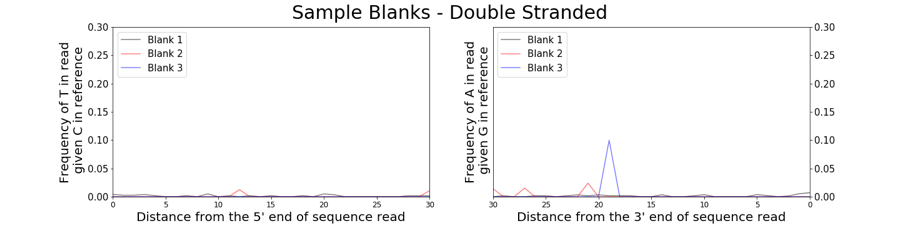 Sample Blanks - Double Stranded
Frequency of T in read
given C in reference
0.30
0.25
0.20
0.15
0.10
0.05
0.00
Blank 1
Blank 2
Blank 3
0 5 10 15 20 25 30
Distance from the 5' end of sequence read
Frequency of A in read
given G in reference
Blank 1
Blank 2
Blank 3
0.30
0.25
0.20
0.15
0.10
0.05
0.00
30 25 20 15 10 5 0
Distance from the 3' end of sequence read